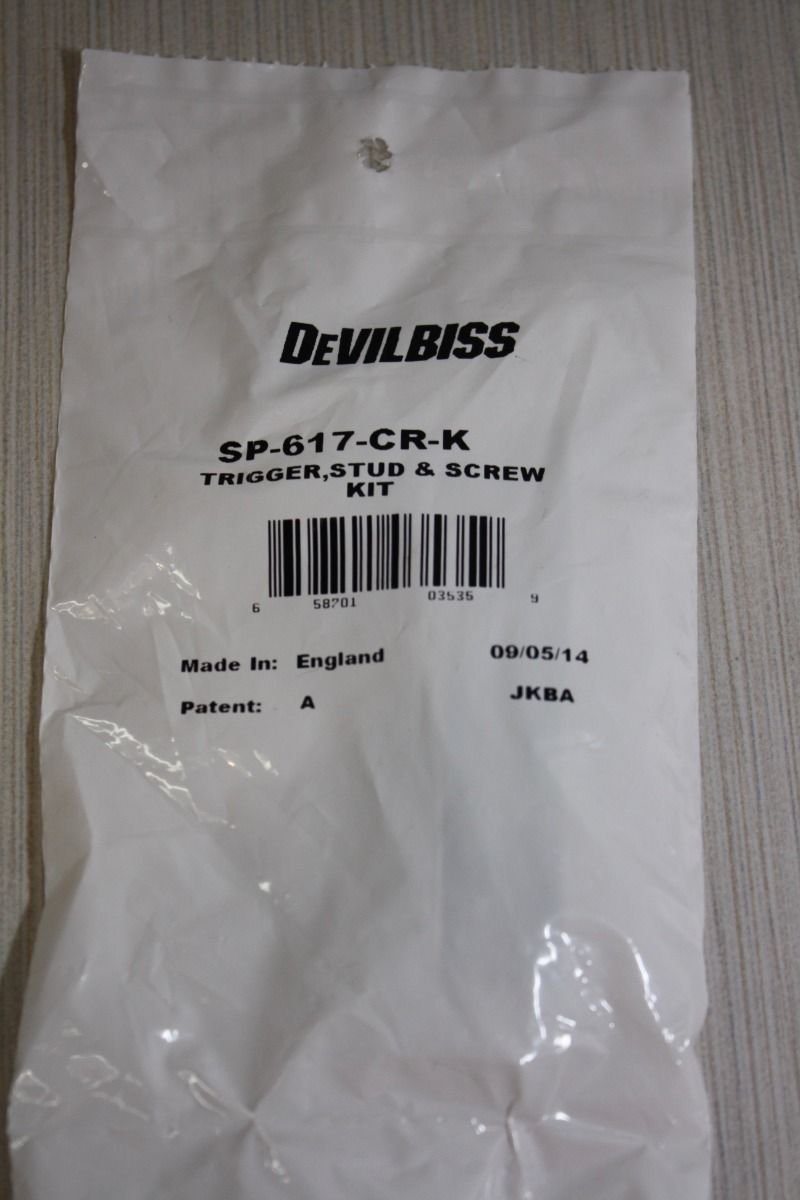 DEVILBISS
SP-617-CR-K
TRIGGER,STUD & SCREW
KIT
6 58701 03535 9
Made In: England 09/05/14
Patent: A JKBA